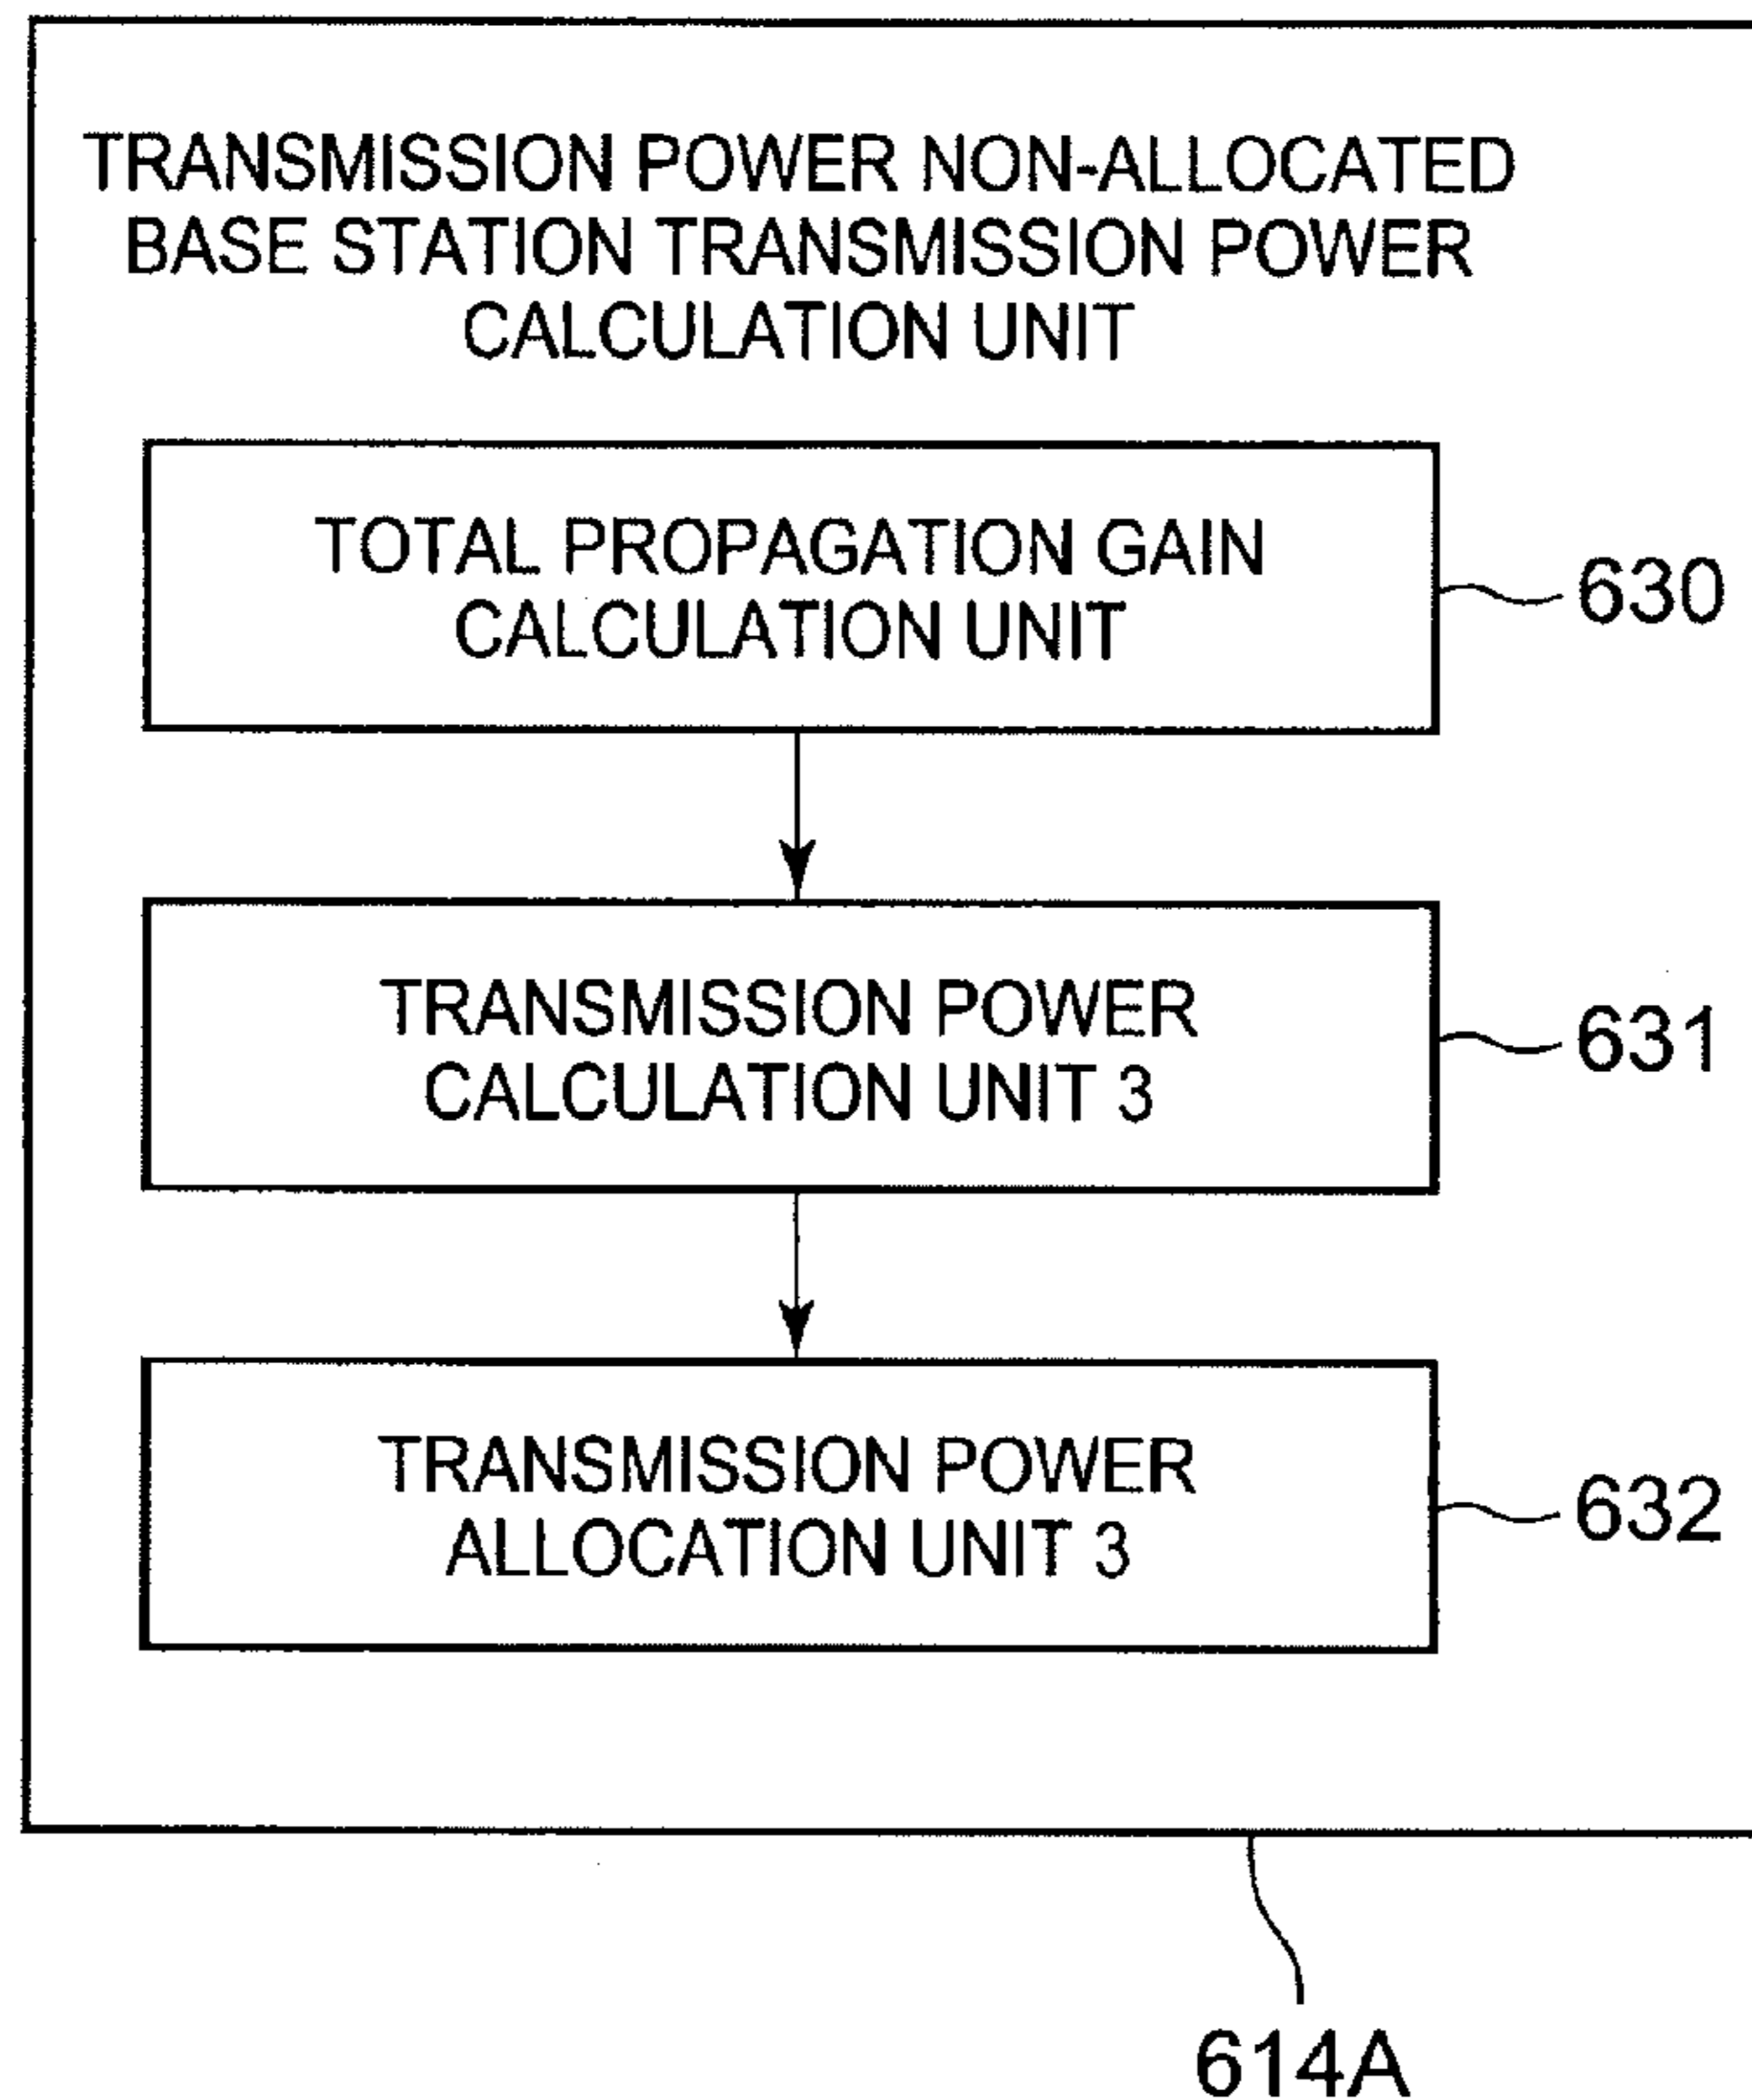 TRANSMISSION POWER NON-ALLOCATED
BASE STATION TRANSMISSION POWER
CALCULATION UNIT
TOTAL PROPAGATION GAIN
CALCULATION UNIT
630
TRANSMISSION POWER
CALCULATION UNIT 3
631
TRANSMISSION POWER
ALLOCATION UNIT 3
632
614A